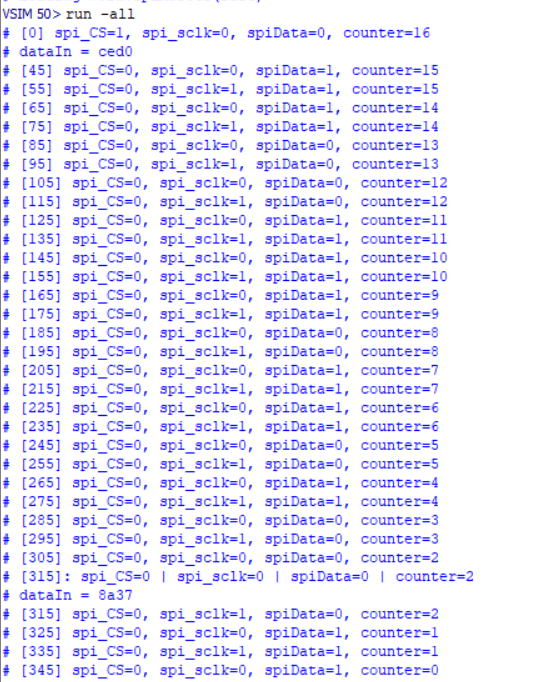 VSIM 50> run -all
# [0] spi_CS=1, spi_sclk=0, spiData=0, counter=16
# dataIn = ced0
# [45] spi_CS=0, spi_sclk=0, spiData=1, counter=15
# [55] spi_CS=0, spi_sclk=1, spiData=1, counter=15
# [65] spi_CS=0, spi_sclk=0, spiData=1, counter=14
# [75] spi_CS=0, spi_sclk=1, spiData=1, counter=14
# [85] spi_CS=0, spi_sclk=0, spiData=0, counter=13
# [95] spi_CS=0, spi_sclk=1, spiData=0, counter=13
# [105] spi_CS=0, spi_sclk=0, spiData=0, counter=12
# [115] spi_CS=0, spi_sclk=1, spiData=0, counter=12
# [125] spi_CS=0, spi_sclk=0, spiData=1, counter=11
# [135] spi_CS=0, spi_sclk=1, spiData=1, counter=11
# [145] spi_CS=0, spi_sclk=0, spiData=1, counter=10
# [155] spi_CS=0, spi_sclk=1, spiData=1, counter=10
# [165] spi_CS=0, spi_sclk=0, spiData=1, counter=9
# [175] spi_CS=0, spi_sclk=1, spiData=1, counter=9
# [185] spi_CS=0, spi_sclk=0, spiData=0, counter=8
# [195] spi_CS=0, spi_sclk=1, spiData=0, counter=8
# [205] spi_CS=0, spi_sclk=0, spiData=1, counter=7
# [215] spi_CS=0, spi_sclk=1, spiData=1, counter=7
# [225] spi_CS=0, spi_sclk=0, spiData=1, counter=6
# [235] spi_CS=0, spi_sclk=1, spiData=1, counter=6
# [245] spi_CS=0, spi_sclk=0, spiData=0, counter=5
# [255] spi_CS=0, spi_sclk=1, spiData=0, counter=5
# [265] spi_CS=0, spi_sclk=0, spiData=1, counter=4
# [275] spi_CS=0, spi_sclk=1, spiData=1, counter=4
# [285] spi_CS=0, spi_sclk=0, spiData=0, counter=3
# [295] spi_CS=0, spi_sclk=1, spiData=0, counter=3
# [305] spi_CS=0, spi_sclk=0, spiData=0, counter=2
# [315]: spi_CS=0 | spi_sclk=0 | spiData=0 | counter=2
# dataIn = 8a37
# [315] spi_CS=0, spi_sclk=1, spiData=0, counter=2
# [325] spi_CS=0, spi_sclk=0, spiData=1, counter=1
# [335] spi_CS=0, spi_sclk=1, spiData=1, counter=1
# [345] spi_CS=0, spi_sclk=0, spiData=1, counter=0